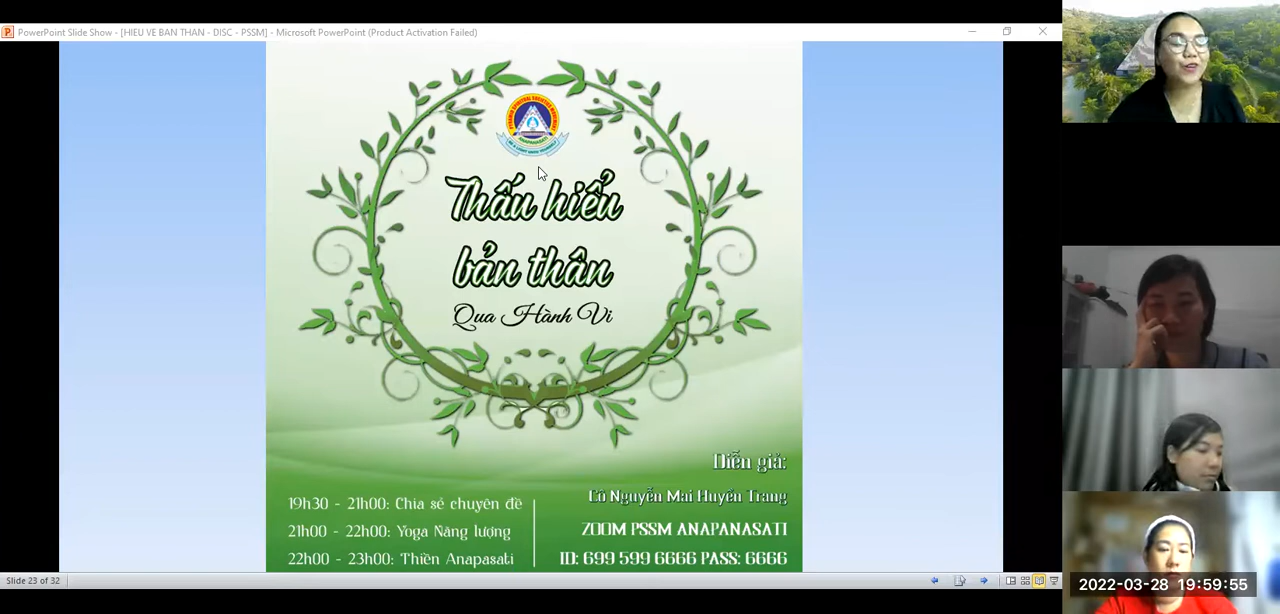 PowerPoint Slide Show - [HIEU VE BAN THAN - DISC - PSSM] - Microsoft PowerPoint (Product Activation Failed)
Thấu hiểu
bản thân
Qua Hành Vi
Diễn giả:
Cô Nguyễn Mai Huyền Trang
19h30 - 21h00: Chia sẻ chuyên đề
21h00 - 22h00: Yoga Năng lượng
22h00 - 23h00: Thiền Anapasati
ZOOM PSSM ANAPANASATI
ID: 699 599 6666 PASS: 6666
Slide 23 of 32
2022-03-28 19:59:55